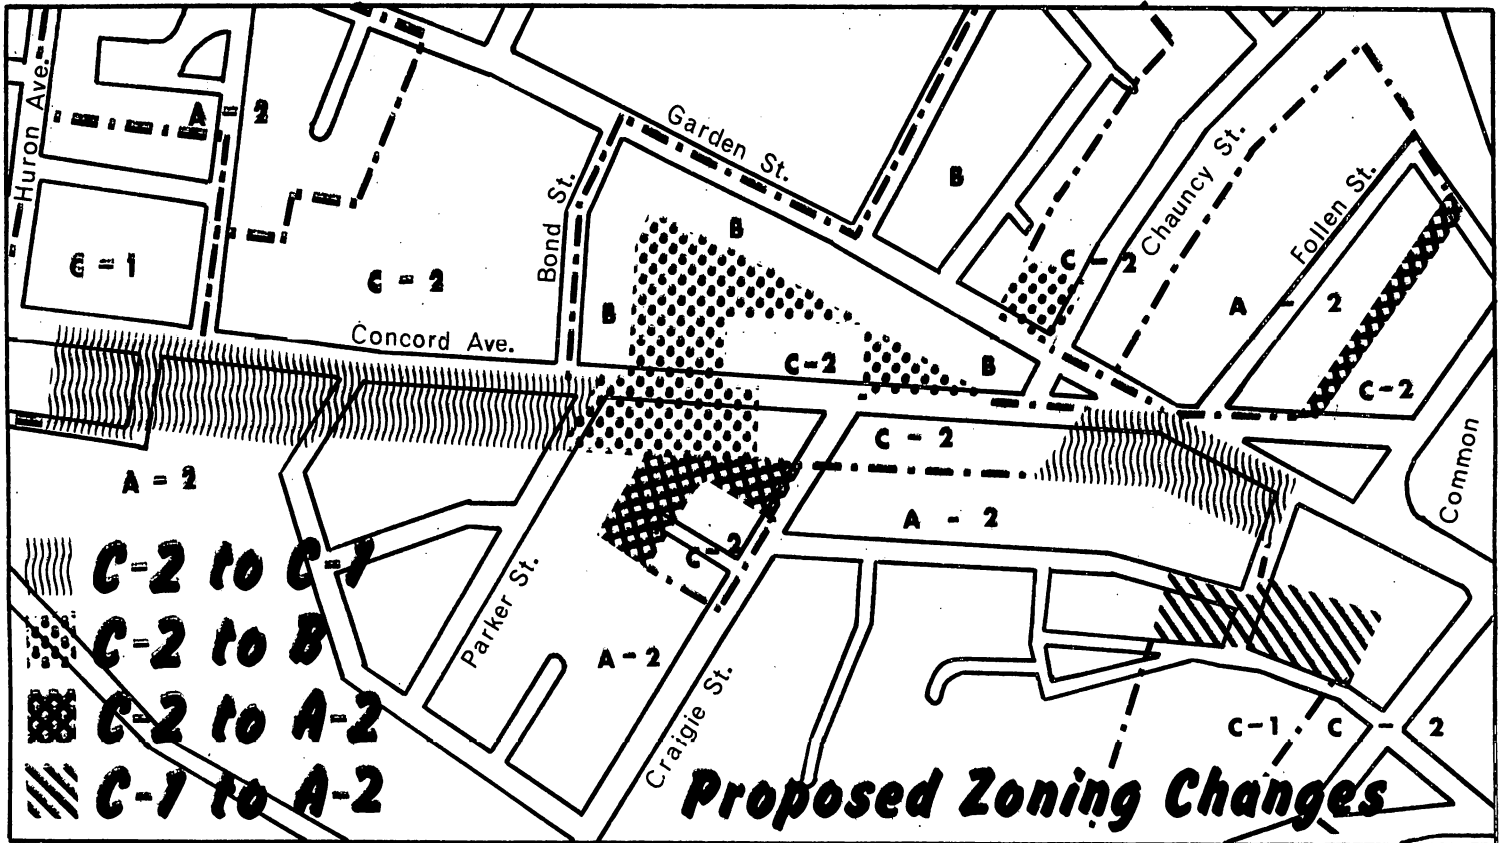 Huron Ave.
A-2
Garden St.
B
Chauncy St.
Follen St.
Bond St.
B
C-2
C-1
C-2
A - 2
B
Concord Ave.
C-2
B
C-2
C - 2
Common
A-2
A - 2
C-2
Parker St.
A-2
Craigie St.
C-1
C - 2
C-2 to C-1
C-2 to B
C-2 to A-2
C-1 to A-2
Proposed Zoning Changes